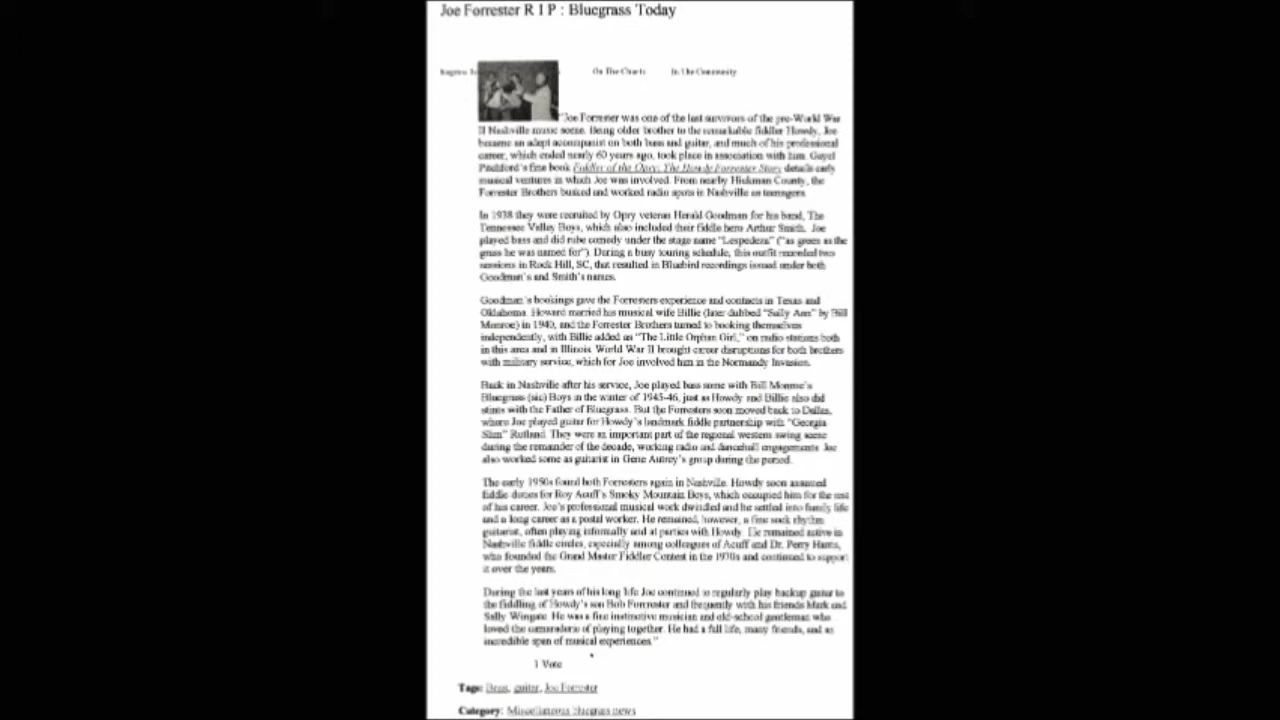 Joe Forrester R I P : Bluegrass Today
On The Charts In The Community
"Joe Forrester was one of the last survivors of the pre-World War
II Nashville music scene. Being older brother to the remarkable fiddler Howdy, Joe
became an adept accompanist on both bass and guitar, and much of his professional
career, which ended nearly 60 years ago, took place in association with him. Gayel
Pitchford's fine book Fiddler of the Opry: The Howdy Forrester Story details early
musical ventures in which Joe was involved. From nearby Hickman County, the
Forrester Brothers busked and worked radio spots in Nashville as teenagers.
In 1938 they were recruited by Opry veteran Herald Goodman for his band, The
Tennessee Valley Boys, which also included their fiddle hero Arthur Smith. Joe
played bass and did rube comedy under the stage name "Lespedeza" ("as green as the
grass he was named for"). During a busy touring schedule, this outfit recorded two
sessions in Rock Hill, SC, that resulted in Bluebird recordings issued under both
Goodman's and Smith's names.
Goodman's bookings gave the Forresters experience and contacts in Texas and
Oklahoma. Howard married his musical wife Billie (later dubbed "Sally Ann" by Bill
Monroe) in 1940, and the Forrester Brothers turned to booking themselves
independently, with Billie added as "The Little Orphan Girl," on radio stations both
in this area and in Illinois. World War II brought career disruptions for both brothers
with military service, which for Joe involved him in the Normandy Invasion.
Back in Nashville after his service, Joe played bass some with Bill Monroe's
Bluegrass (sic) Boys in the winter of 1945-46, just as Howdy and Billie also did
stints with the Father of Bluegrass. But the Forresters soon moved back to Dallas,
where Joe played guitar for Howdy's landmark fiddle partnership with "Georgia
Slim" Rutland. They were an important part of the regional western swing scene
during the remainder of the decade, working radio and dancehall engagements. Joe
also worked some as guitarist in Gene Autrey's group during the period.
The early 1950s found both Forresters again in Nashville. Howdy soon assumed
fiddle duties for Roy Acuff's Smoky Mountain Boys, which occupied him for the rest
of his career. Joe's professional musical work dwindled and he settled into family life
and a long career as a postal worker. He remained, however, a fine sock rhythm
guitarist, often playing informally and at parties with Howdy. He remained active in
Nashville fiddle circles, especially among colleagues of Acuff and Dr. Perry Harris,
who founded the Grand Master Fiddler Contest in the 1970s and continued to support
it over the years.
During the last years of his long life Joe continued to regularly play backup guitar to
the fiddling of Howdy's son Bob Forrester and frequently with his friends Mark and
Sally Wingate. He was a fine instinctive musician and old-school gentleman who
loved the camaraderie of playing together. He had a full life, many friends, and an
incredible span of musical experiences."
1 Vote
Tags: Bass, guitar, Joe Forrester
Category: Miscellaneous bluegrass news